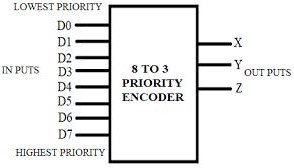 LOWEST PRIORITY
D0
D1
D2
IN PUTS
D3
D4
D5
D6
D7
HIGHEST PRIORITY
8 TO 3
PRIORITY
ENCODER
X
Y
OUT PUTS
Z